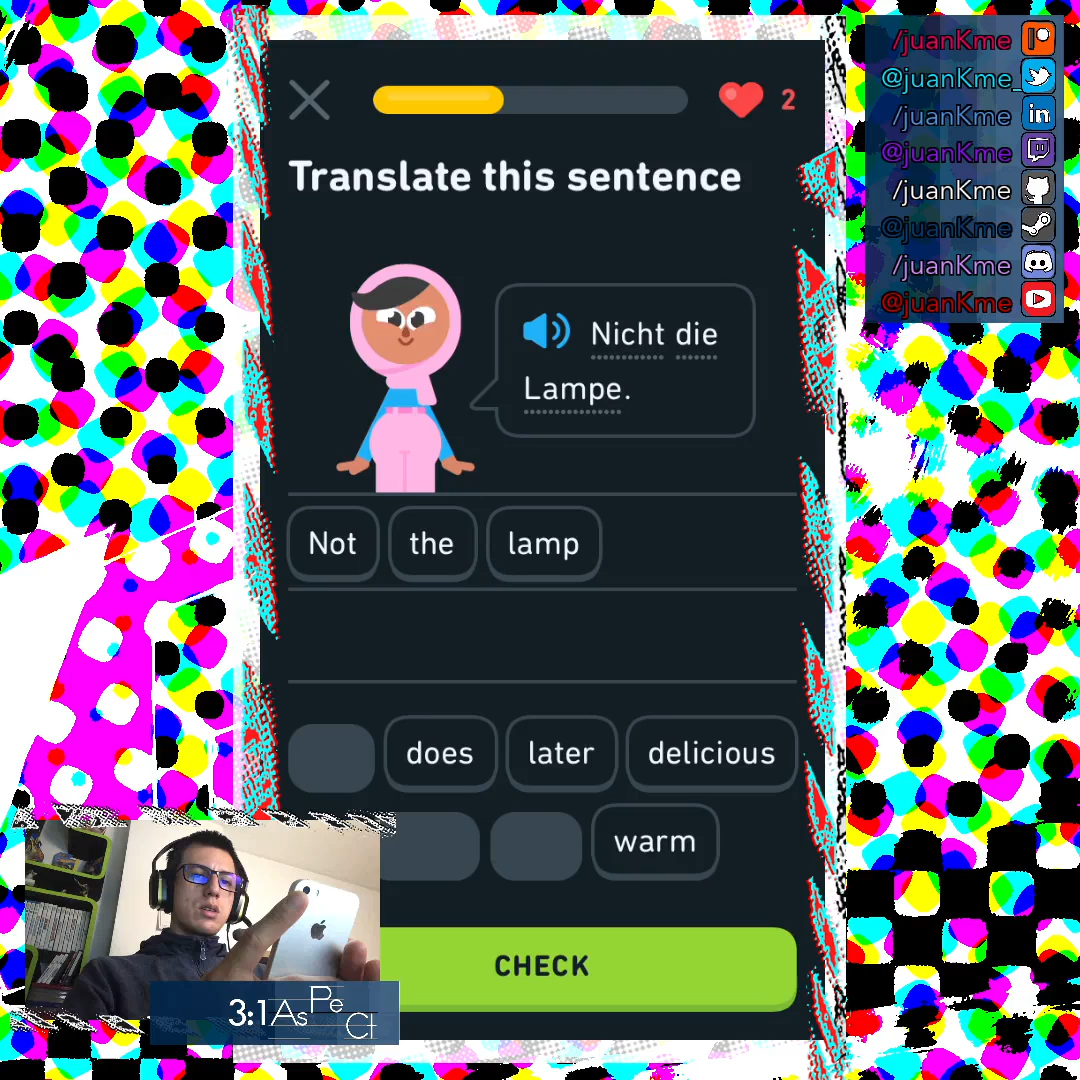 /juanKme
@juanKme_
/juanKme
@juanKme
/juanKme
@juanKme
/juanKme
@juanKme
2
Translate this sentence
Nicht die
Lampe.
Not the lamp
does later delicious
warm
CHECK
3:1 AsPeCt